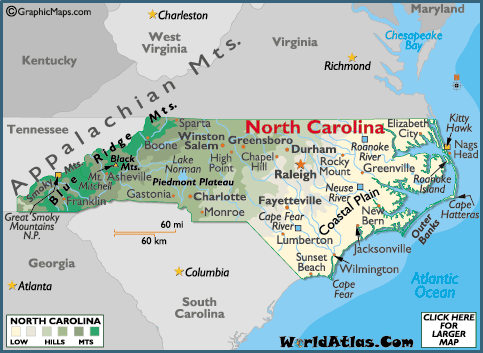 ©GraphicMaps.com
Charleston
Maryland
West
Virginia
Virginia
Chesapeake
Bay
Kentucky
Richmond
Appalachian Mts.
Tennessee
Blue Ridge Mts.
Sparta
North Carolina
Elizabeth
City
Kitty
Hawk
Boone
Winston
Salem
Greensboro
Durham
Roanoke
River
Nags
Head
Smoky Mts.
Black
Mts.
Lake
Norman
High
Point
Chapel
Hill
Raleigh
Rocky
Mount
Greenville
Roanoke
Island
Mt.
Mitchell
Asheville
Piedmont Plateau
Neuse
River
Coastal Plain
Franklin
Gastonia
Charlotte
Fayetteville
New
Bern
Cape
Hatteras
Great Smoky
Mountains
N.P.
Monroe
Cape Fear
River
Outer
Banks
60 mi
60 km
Lumberton
Jacksonville
Georgia
Sunset
Beach
Wilmington
Columbia
Cape
Fear
Atlanta
Atlantic
Ocean
South
Carolina
NORTH CAROLINA
LOW HILLS MTS
CLICK HERE
FOR
LARGER
MAP
WorldAtlas.Com